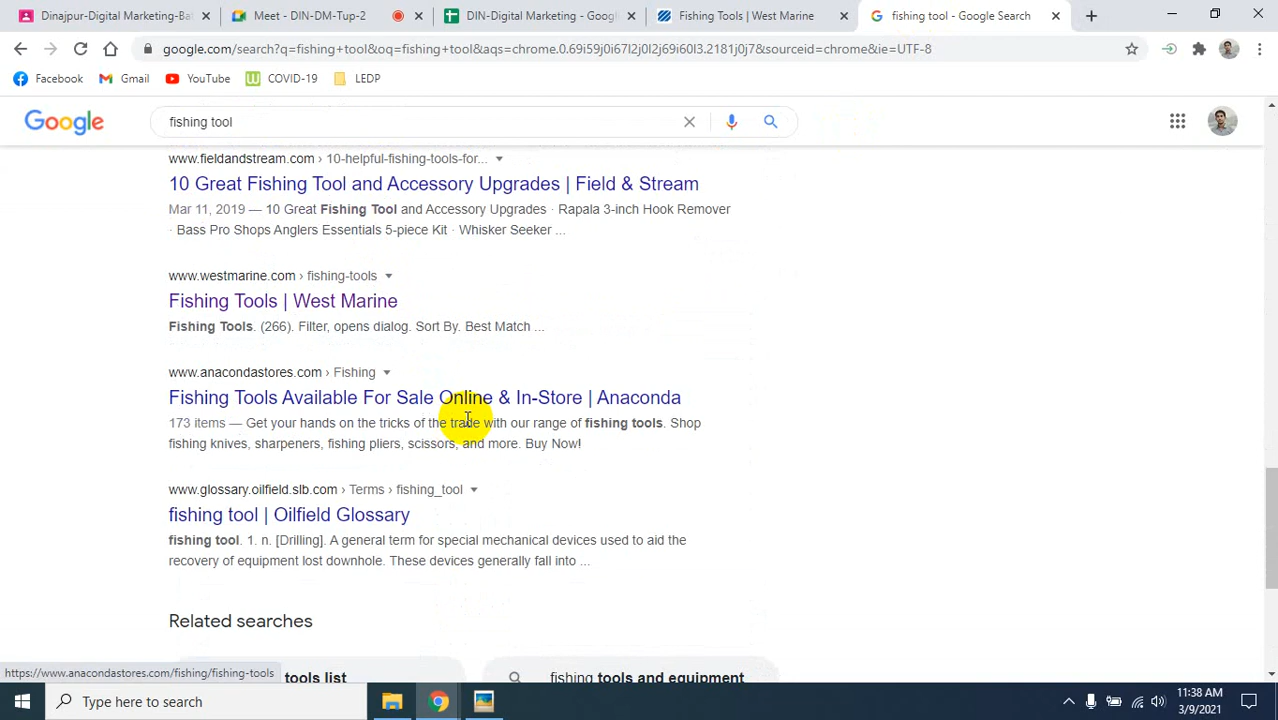 Dinajpur-Digital Marketing-Bat
Meet - DIN-DM-Tup-2
DIN-Digital Marketing - Googl
Fishing Tools | West Marine
fishing tool - Google Search
google.com/search?q=fishing+tool&oq=fishing+tool&aqs=chrome.0.69i59j0i67l2j0l2j69i60l3.2181j0j7&sourceid=chrome&ie=UTF-8
Facebook
Gmail
YouTube
COVID-19
LEDP
Google
fishing tool
www.fieldandstream.com › 10-helpful-fishing-tools-for...
10 Great Fishing Tool and Accessory Upgrades | Field & Stream
Mar 11, 2019 — 10 Great Fishing Tool and Accessory Upgrades · Rapala 3-inch Hook Remover
· Bass Pro Shops Anglers Essentials 5-piece Kit · Whisker Seeker ...
www.westmarine.com › fishing-tools
Fishing Tools | West Marine
Fishing Tools. (266). Filter, opens dialog. Sort By. Best Match ...
www.anacondastores.com › Fishing
Fishing Tools Available For Sale Online & In-Store | Anaconda
173 items — Get your hands on the tricks of the trade with our range of fishing tools. Shop
fishing knives, sharpeners, fishing pliers, scissors, and more. Buy Now!
www.glossary.oilfield.slb.com › Terms › fishing_tool
fishing tool | Oilfield Glossary
fishing tool. 1. n. [Drilling]. A general term for special mechanical devices used to aid the
recovery of equipment lost downhole. These devices generally fall into ...
Related searches
https://www.anacondastores.com/fishing/fishing-tools
tools list
fishing tools and equipment
Type here to search
11:38 AM
3/9/2021